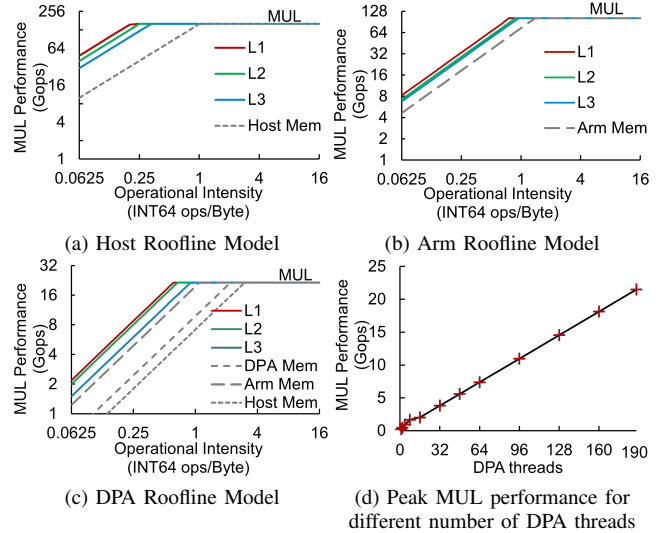 256
64
16
4
1
MUL Performance
(Gops)
MUL
L1
L2
L3
Host Mem
0.0625 0.25 1 4 16
Operational Intensity
(INT64 ops/Byte)
(a) Host Roofline Model
128
64
32
16
8
4
2
1
MUL Performance
(Gops)
MUL
L1
L2
L3
Arm Mem
0.0625 0.25 1 4 16
Operational Intensity
(INT64 ops/Byte)
(b) Arm Roofline Model
32
16
8
4
2
1
MUL Performance
(Gops)
MUL
L1
L2
L3
DPA Mem
Arm Mem
Host Mem
0.0625 0.25 1 4 16
Operational Intensity
(INT64 ops/Byte)
(c) DPA Roofline Model
25
20
15
10
5
0
MUL Performance
(Gops)
0 32 64 96 128 160 190
DPA threads
(d) Peak MUL performance for
different number of DPA threads